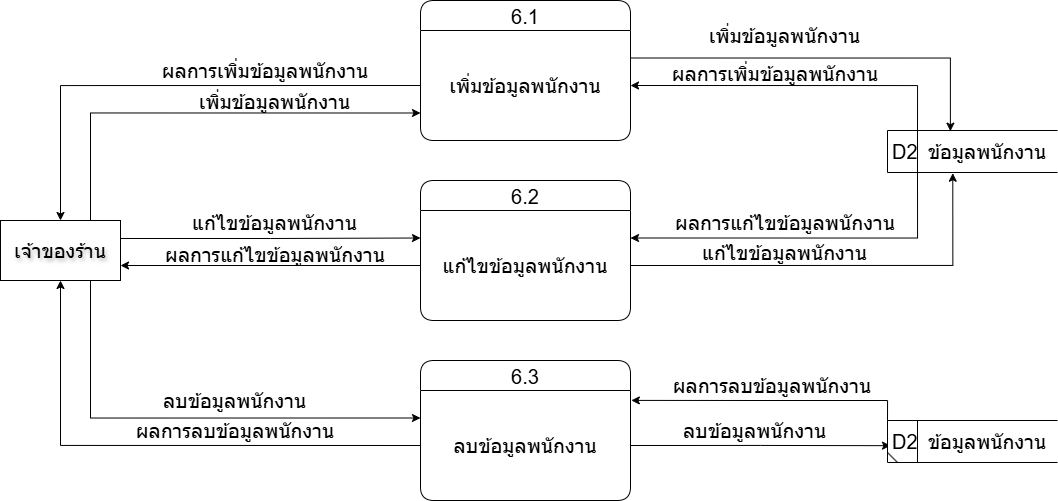 6.1
เพิ่มข้อมูลพนักงาน
เพิ่มข้อมูลพนักงาน
ผลการเพิ่มข้อมูลพนักงาน
ผลการเพิ่มข้อมูลพนักงาน
เพิ่มข้อมูลพนักงาน
D2 ข้อมูลพนักงาน
6.2
แก้ไขข้อมูลพนักงาน
ผลการแก้ไขข้อมูลพนักงาน
เจ้าของร้าน
ผลการแก้ไขข้อมูลพนักงาน
แก้ไขข้อมูลพนักงาน
แก้ไขข้อมูลพนักงาน
6.3
ลบข้อมูลพนักงาน
ผลการลบข้อมูลพนักงาน
ผลการลบข้อมูลพนักงาน
ลบข้อมูลพนักงาน
ลบข้อมูลพนักงาน
D2 ข้อมูลพนักงาน